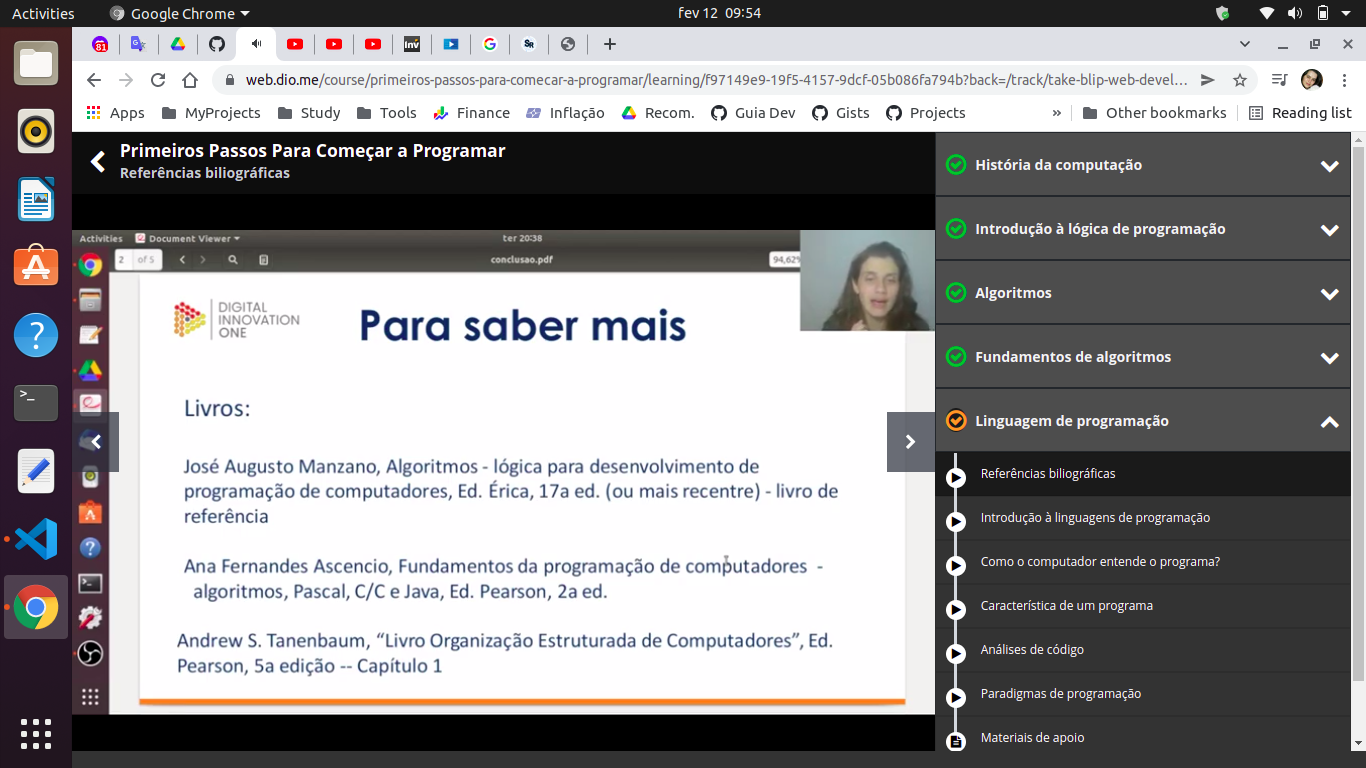 Activities
Google Chrome
fev 12 09:54
81
Inv
SR
web.dio.me/course/primeiros-passos-para-comecar-a-programar/learning/f97149e9-19f5-4157-9dcf-05b086fa794b?back=/track/take-blip-web-devel...
Apps
MyProjects
Study
Tools
Finance
Inflação
Recom.
Guia Dev
Gists
Projects
»
Other bookmarks
Reading list
Primeiros Passos Para Começar a Programar
Referências biliográficas
Activities
Document Viewer
ter 20:38
2 of 5
conclusao.pdf
94,62%
DIGITAL
INNOVATION
ONE
Para saber mais
Livros:
José Augusto Manzano, Algoritmos - lógica para desenvolvimento de
programação de computadores, Ed. Érica, 17a ed. (ou mais recentre) - livro de
referência
Ana Fernandes Ascencio, Fundamentos da programação de computadores -
algoritmos, Pascal, C/C e Java, Ed. Pearson, 2a ed.
Andrew S. Tanenbaum, “Livro Organização Estruturada de Computadores”, Ed.
Pearson, 5a edição -- Capítulo 1
História da computação
Introdução à lógica de programação
Algoritmos
Fundamentos de algoritmos
Linguagem de programação
Referências biliográficas
Introdução à linguagens de programação
Como o computador entende o programa?
Característica de um programa
Análises de código
Paradigmas de programação
Materiais de apoio